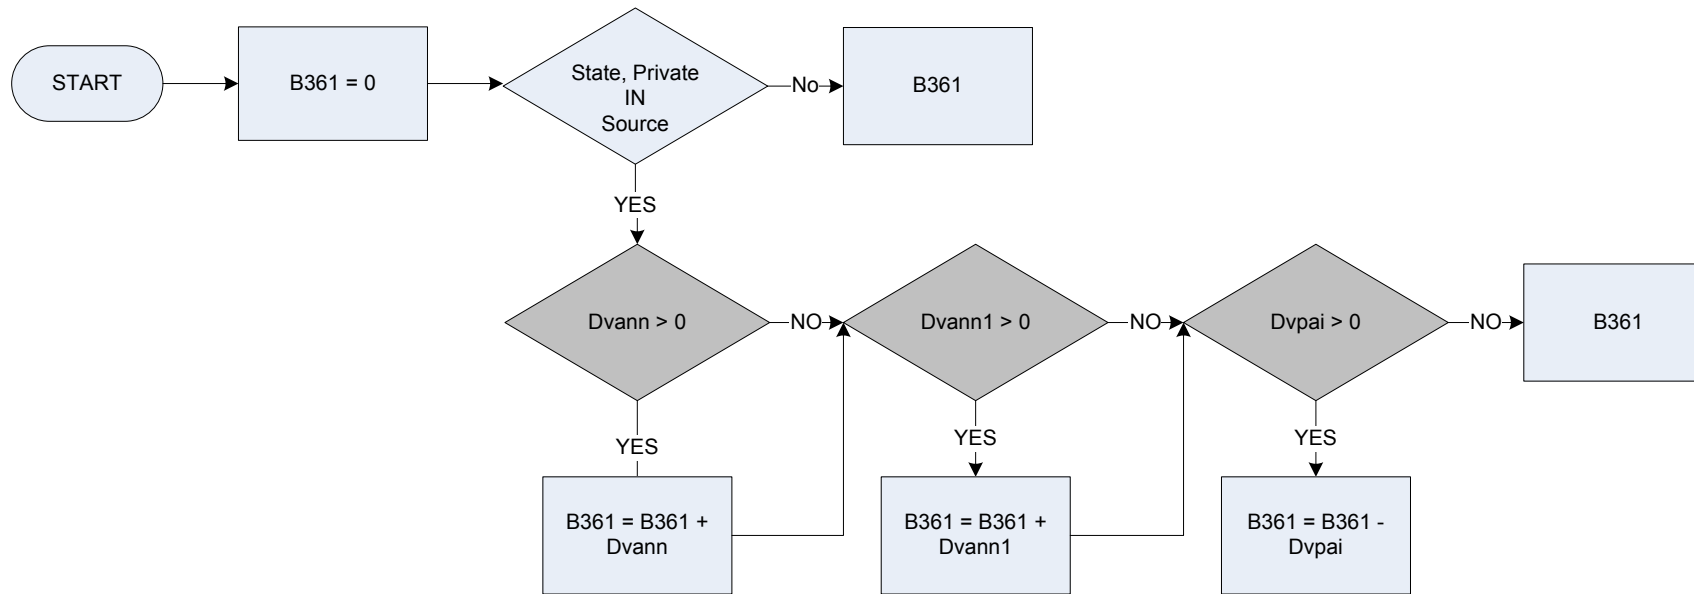 START
B361 = 0
State, Private
IN
Source
No
B361
YES
Dvann > 0
NO
Dvann1 > 0
NO
Dvpai > 0
NO
B361
YES
YES
YES
B361 = B361 +
Dvann
B361 = B361 +
Dvann1
B361 = B361 -
Dvpai